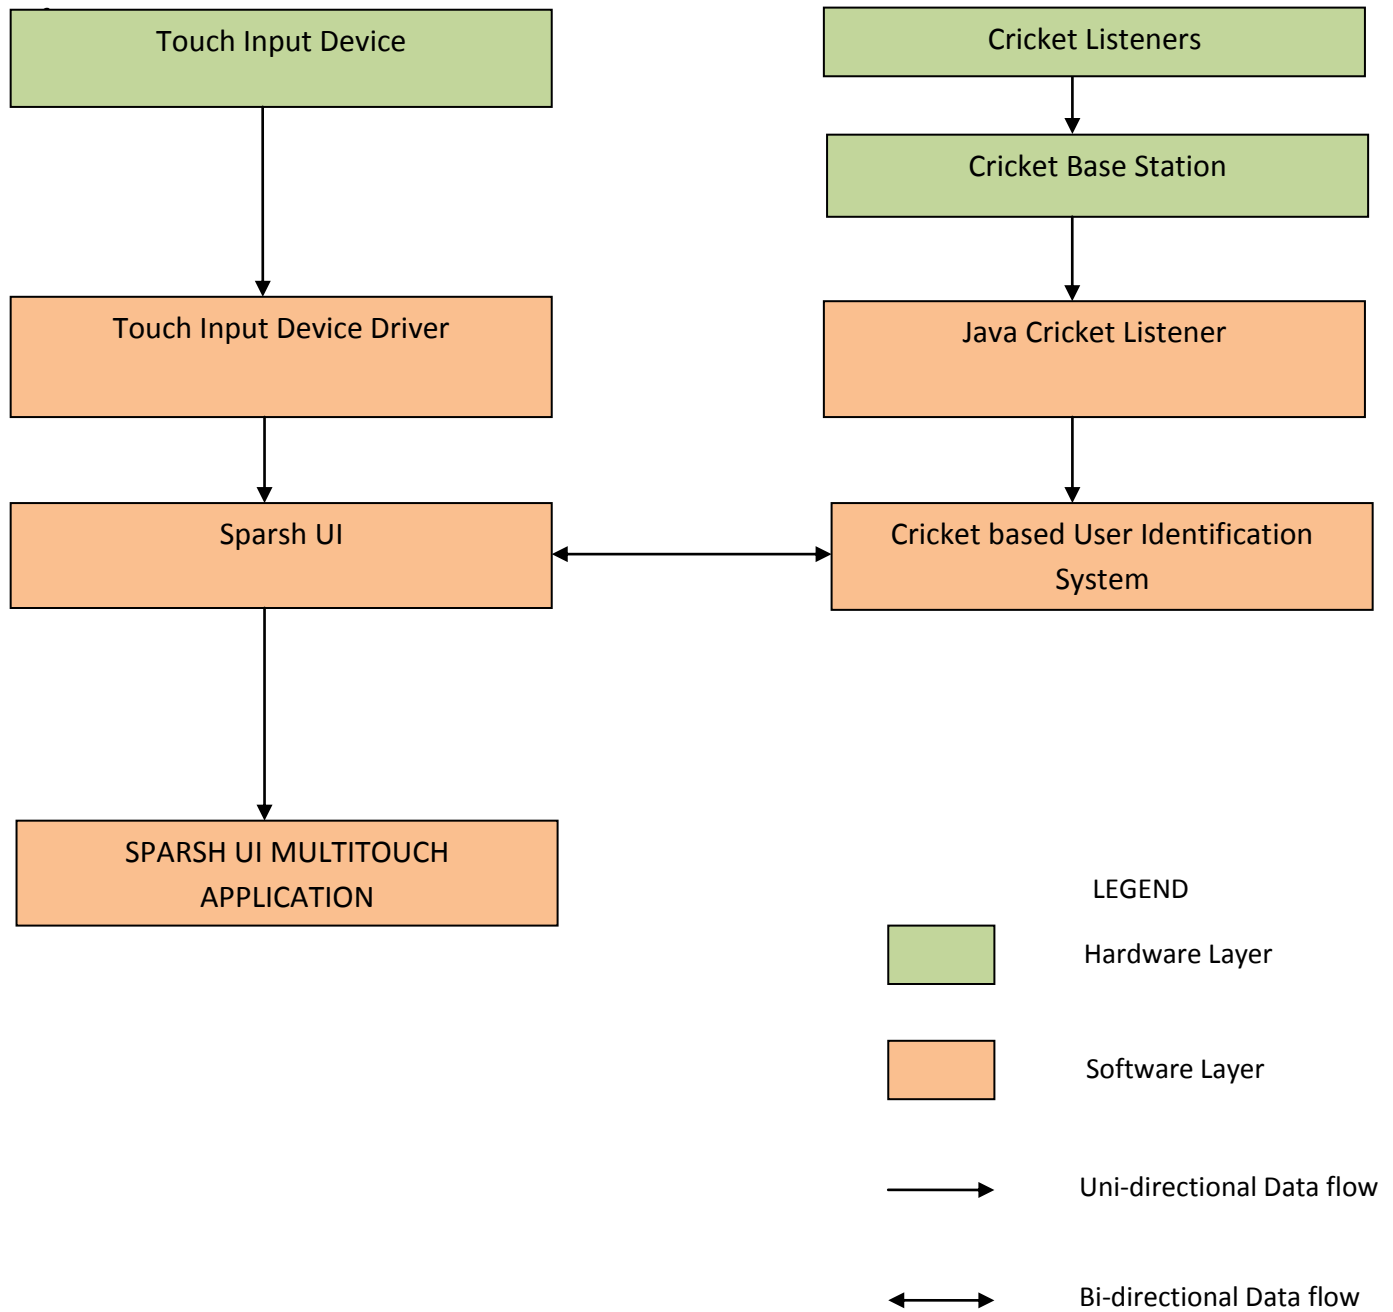 Touch Input Device
Cricket Listeners
Cricket Base Station
Touch Input Device Driver
Java Cricket Listener
Sparsh UI
Cricket based User Identification
System
SPARSH UI MULTITOUCH
APPLICATION
LEGEND
Hardware Layer
Software Layer
Uni-directional Data flow
Bi-directional Data flow